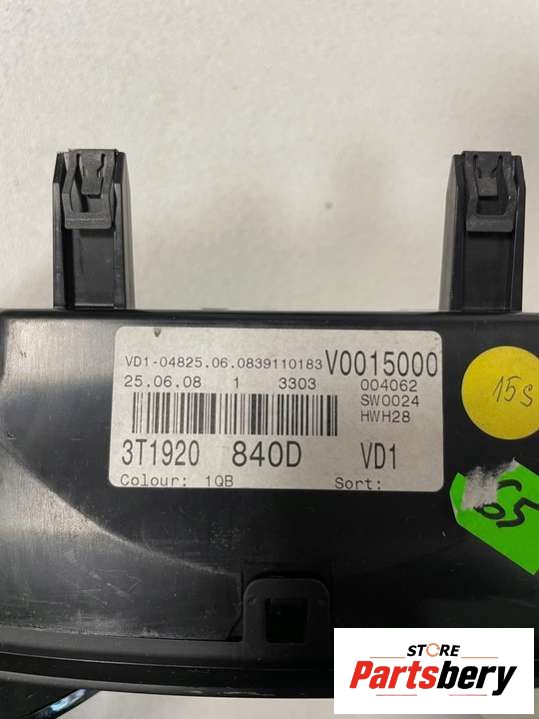 VD1-04825.06.0839110183 V0015000
25.06.08 1 3303 004062
SW0024
HWH28
3T1920 840D VD1
Colour: 1QB Sort:
15s
65
STORE
Partsbery